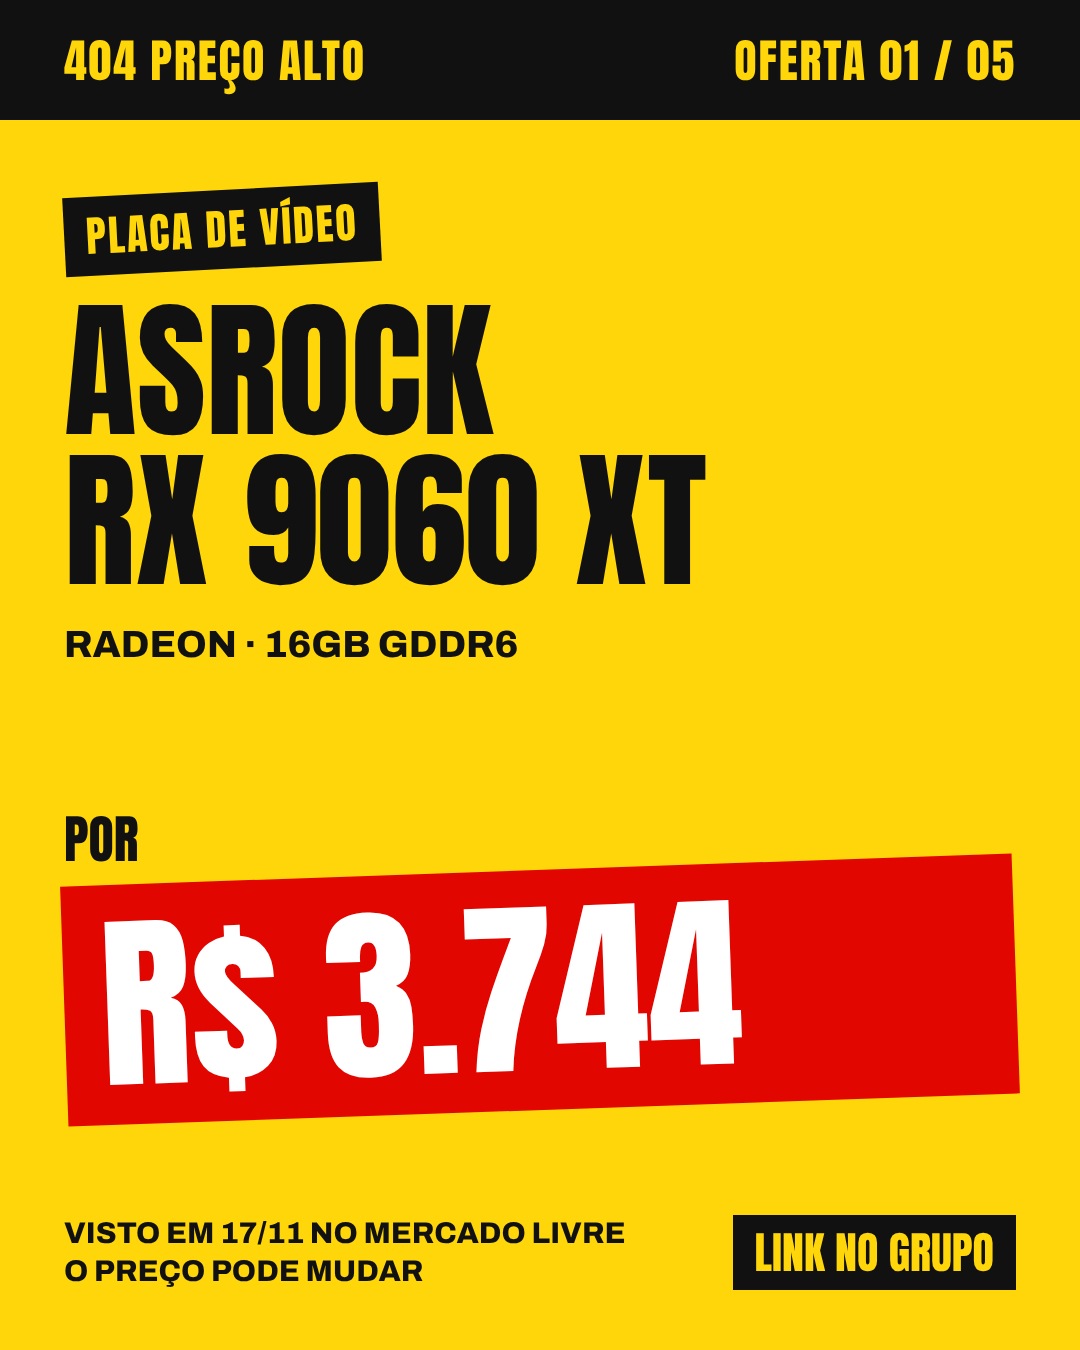 404 PREÇO ALTO
OFERTA 01 / 05
PLACA DE VÍDEO
ASROCK
RX 9060 XT
RADEON · 16GB GDDR6
POR
R$ 3.744
VISTO EM 17/11 NO MERCADO LIVRE
O PREÇO PODE MUDAR
LINK NO GRUPO